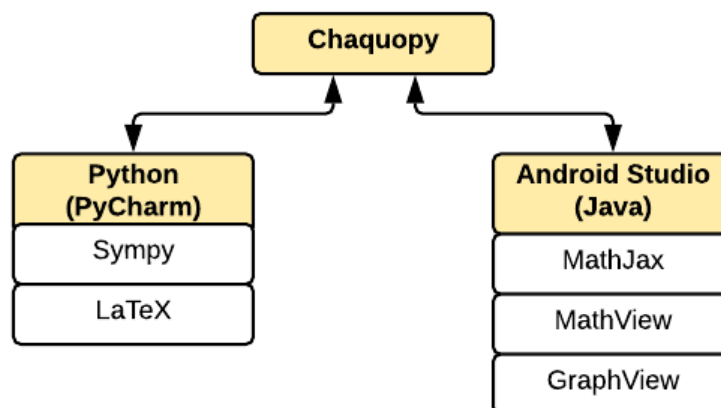 Chaquopy
Python
(PyCharm)
Sympy
LaTeX
Android Studio
(Java)
MathJax
MathView
GraphView